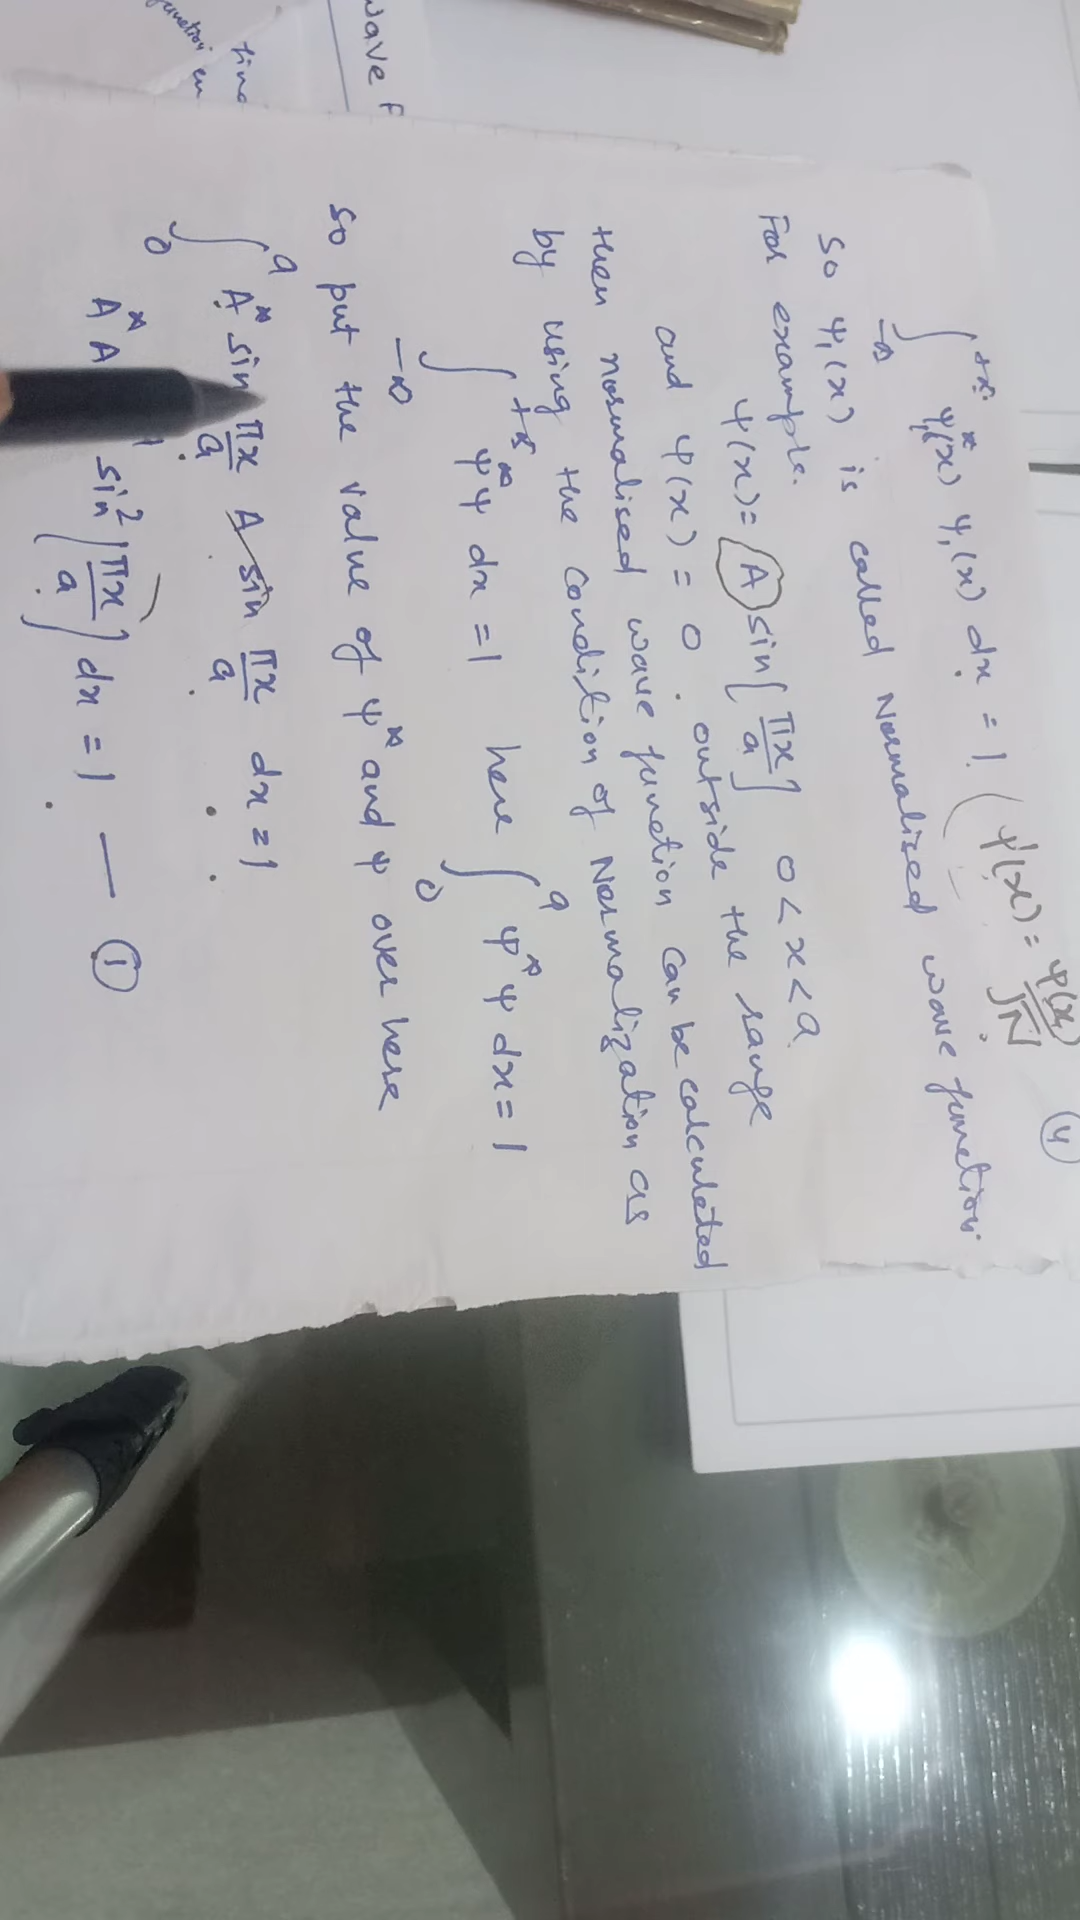 ④
∫_{-∞}^{+∞} ψ₁*(x) ψ₁(x) dx = 1. (ψ'(x) = ψ(x)/√N
So ψ₁(x) is called Normalized wave function.
For example.
ψ(x) = A sin[πx/a] 0<x<a
and ψ(x) = 0 . outside the range
then normalised wave function can be calculated
by using the condition of Normalization as
∫_{-∞}^{+∞} ψ*ψ dx = 1 here ∫_0^a ψ*ψ dx = 1
So put the value of ψ* and ψ over here
∫_0^a A* sin πx/a A sin πx/a dx = 1
A*A sin²[πx/a] dx = 1 — ①
wave F
find
function